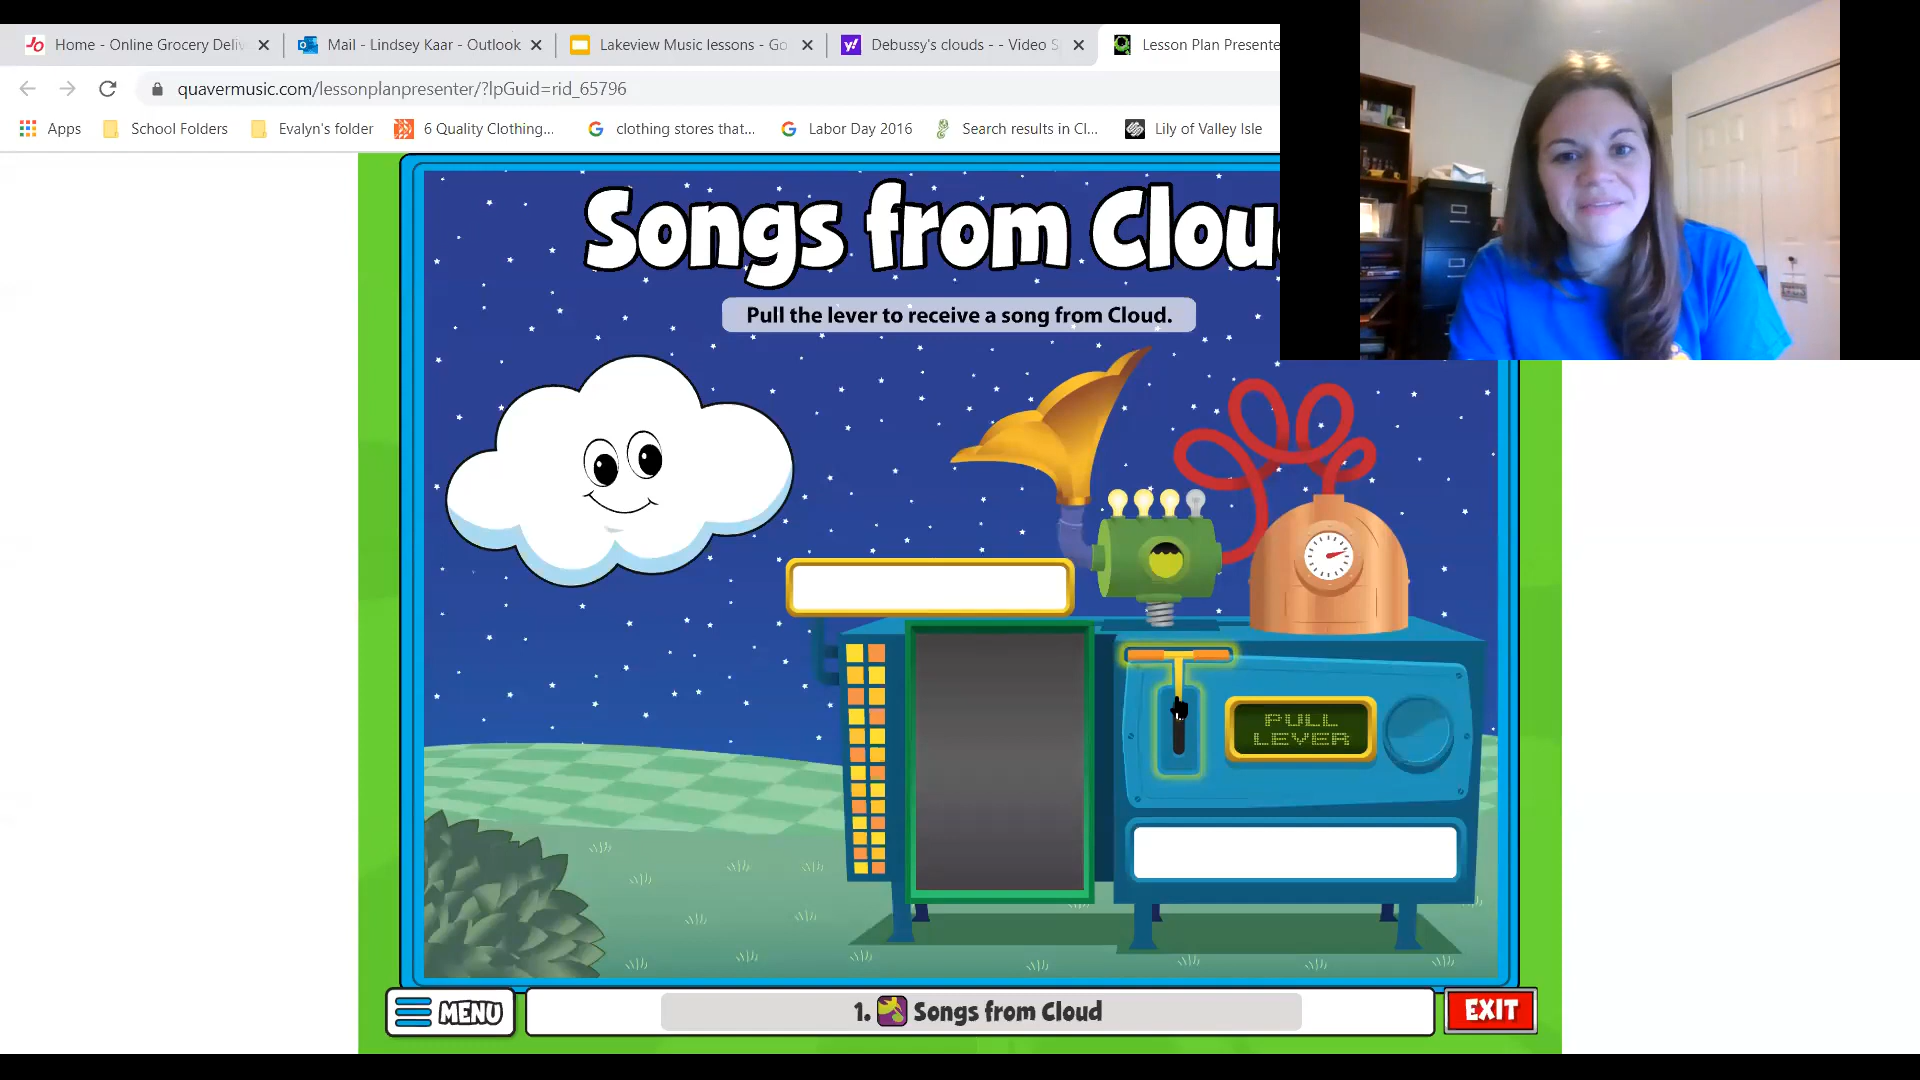 Home - Online Grocery Deli
Mail - Lindsey Kaar - Outlook
Lakeview Music lessons - Go
Debussy's clouds - - Video S
Lesson Plan Presente
quavermusic.com/lessonplanpresenter/?lpGuid=rid_65796
Apps
School Folders
Evalyn's folder
6 Quality Clothing...
clothing stores that...
Labor Day 2016
Search results in Cl...
Lily of Valley Isle
Songs from Clou
Pull the lever to receive a song from Cloud.
PULL
LEVER
MENU
1. Songs from Cloud
EXIT